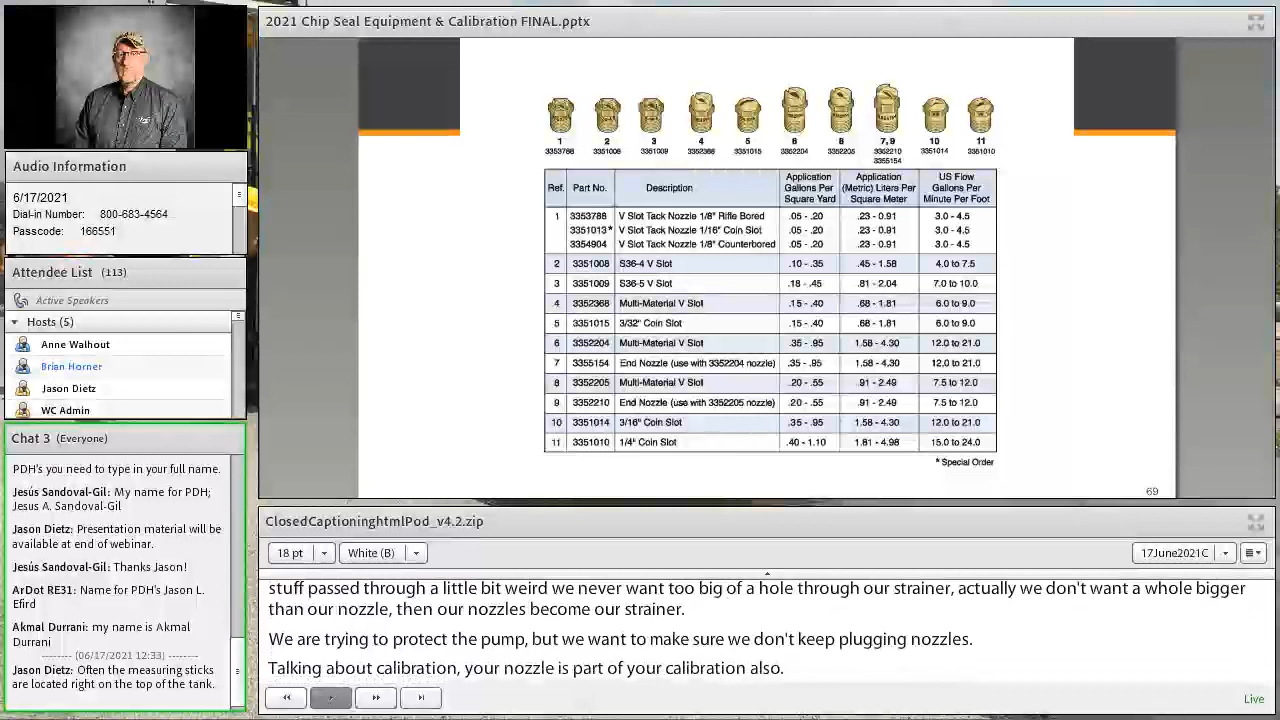 Audio Information
6/17/2021
Dial-in Number: 800-683-4564
Passcode: 166551
Attendee List (113)
Active Speakers
Hosts (5)
Anne Walhout
Brian Horner
Jason Dietz
WC Admin
Chat 3 (Everyone)
PDH's you need to type in your full name.
Jesús Sandoval-Gil: My name for PDH;
Jesus A. Sandoval-Gil
Jason Dietz: Presentation material will be
available at end of webinar.
Jesús Sandoval-Gil: Thanks Jason!
ArDot RE31: Name for PDH's Jason L.
Efird
Akmal Durrani: my name is Akmal
Durrani
-------- (06/17/2021 12:33) --------
Jason Dietz: Often the measuring sticks
are located right on the top of the tank.
2021 Chip Seal Equipment & Calibration FINAL.pptx
1 2 3 4 5 6 8 7, 9 10 11
3353786 3351008 3351009 3352368 3351015 3352204 3352205 3352210 3351014 3351010
3355154
Ref. Part No. Description Application Gallons Per Square Yard Application (Metric) Liters Per Square Meter US Flow Gallons Per Minute Per Foot
1 3353786 V Slot Tack Nozzle 1/8" Rifle Bored .05 - .20 .23 - 0.91 3.0 - 4.5
3351013* V Slot Tack Nozzle 1/16" Coin Slot .05 - .20 .23 - 0.91 3.0 - 4.5
3354904 V Slot Tack Nozzle 1/8" Counterbored .05 - .20 .23 - 0.91 3.0 - 4.5
2 3351008 S36-4 V Slot .10 - .35 .45 - 1.58 4.0 to 7.5
3 3351009 S36-5 V Slot .18 - .45 .81 - 2.04 7.0 to 10.0
4 3352368 Multi-Material V Slot .15 - .40 .68 - 1.81 6.0 to 9.0
5 3351015 3/32" Coin Slot .15 - .40 .68 - 1.81 6.0 to 9.0
6 3352204 Multi-Material V Slot .35 - .95 1.58 - 4.30 12.0 to 21.0
7 3355154 End Nozzle (use with 3352204 nozzle) .35 - .95 1.58 - 4.30 12.0 to 21.0
8 3352205 Multi-Material V Slot .20 - .55 .91 - 2.49 7.5 to 12.0
9 3352210 End Nozzle (use with 3352205 nozzle) .20 - .55 .91 - 2.49 7.5 to 12.0
10 3351014 3/16" Coin Slot .35 - .95 1.58 - 4.30 12.0 to 21.0
11 3351010 1/4" Coin Slot .40 - 1.10 1.81 - 4.98 15.0 to 24.0
* Special Order
69
ClosedCaptioninghtmlPod_v4.2.zip
18 pt White (B) 17June2021C
stuff passed through a little bit weird we never want too big of a hole through our strainer, actually we don't want a whole bigger
than our nozzle, then our nozzles become our strainer.
We are trying to protect the pump, but we want to make sure we don't keep plugging nozzles.
Talking about calibration, your nozzle is part of your calibration also.
Live